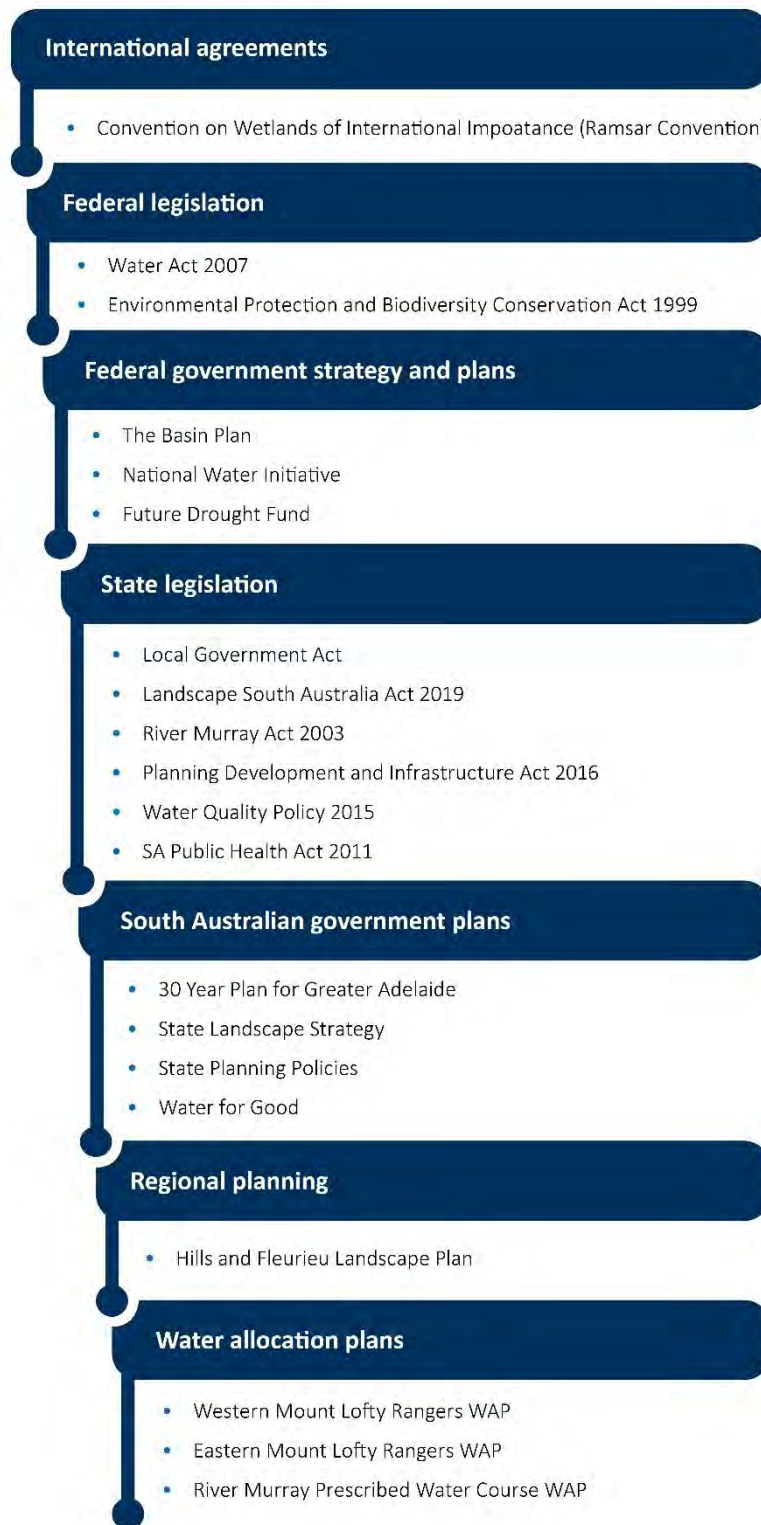 International agreements
• Convention on Wetlands of International Impoatance (Ramsar Convention)
Federal legislation
• Water Act 2007
• Environmental Protection and Biodiversity Conservation Act 1999
Federal government strategy and plans
• The Basin Plan
• National Water Initiative
• Future Drought Fund
State legislation
• Local Government Act
• Landscape South Australia Act 2019
• River Murray Act 2003
• Planning Development and Infrastructure Act 2016
• Water Quality Policy 2015
• SA Public Health Act 2011
South Australian government plans
• 30 Year Plan for Greater Adelaide
• State Landscape Strategy
• State Planning Policies
• Water for Good
Regional planning
• Hills and Fleurieu Landscape Plan
Water allocation plans
• Western Mount Lofty Rangers WAP
• Eastern Mount Lofty Rangers WAP
• River Murray Prescribed Water Course WAP